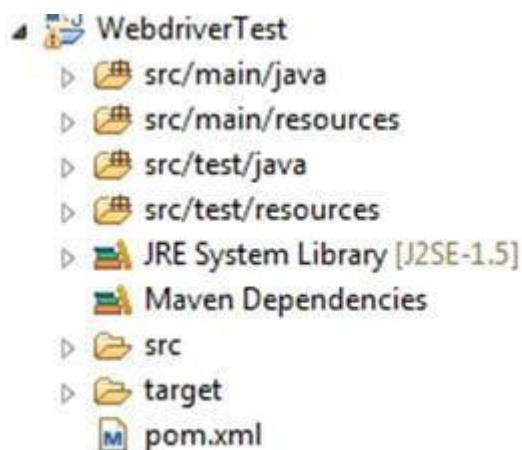 WebdriverTest
src/main/java
src/main/resources
src/test/java
src/test/resources
JRE System Library [J2SE-1.5]
Maven Dependencies
src
target
pom.xml